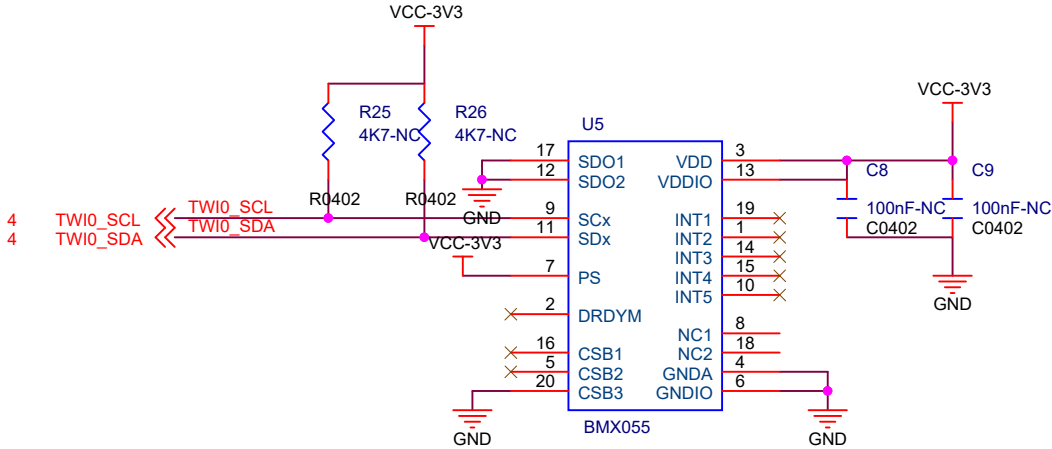 VCC-3V3
R25
4K7-NC
R0402
R26
4K7-NC
R0402
4 TWI0_SCL
4 TWI0_SDA
TWI0_SCL
TWI0_SDA
GND
VCC-3V3
GND
U5
17 SDO1
12 SDO2
9 SCx
11 SDx
7 PS
2 DRDYM
16 CSB1
5 CSB2
20 CSB3
VDD 3
VDDIO 13
INT1 19
INT2 1
INT3 14
INT4 15
INT5 10
NC1 8
NC2 18
GNDA 4
GNDIO 6
BMX055
GND
VCC-3V3
C8
100nF-NC
C0402
C9
100nF-NC
C0402
GND